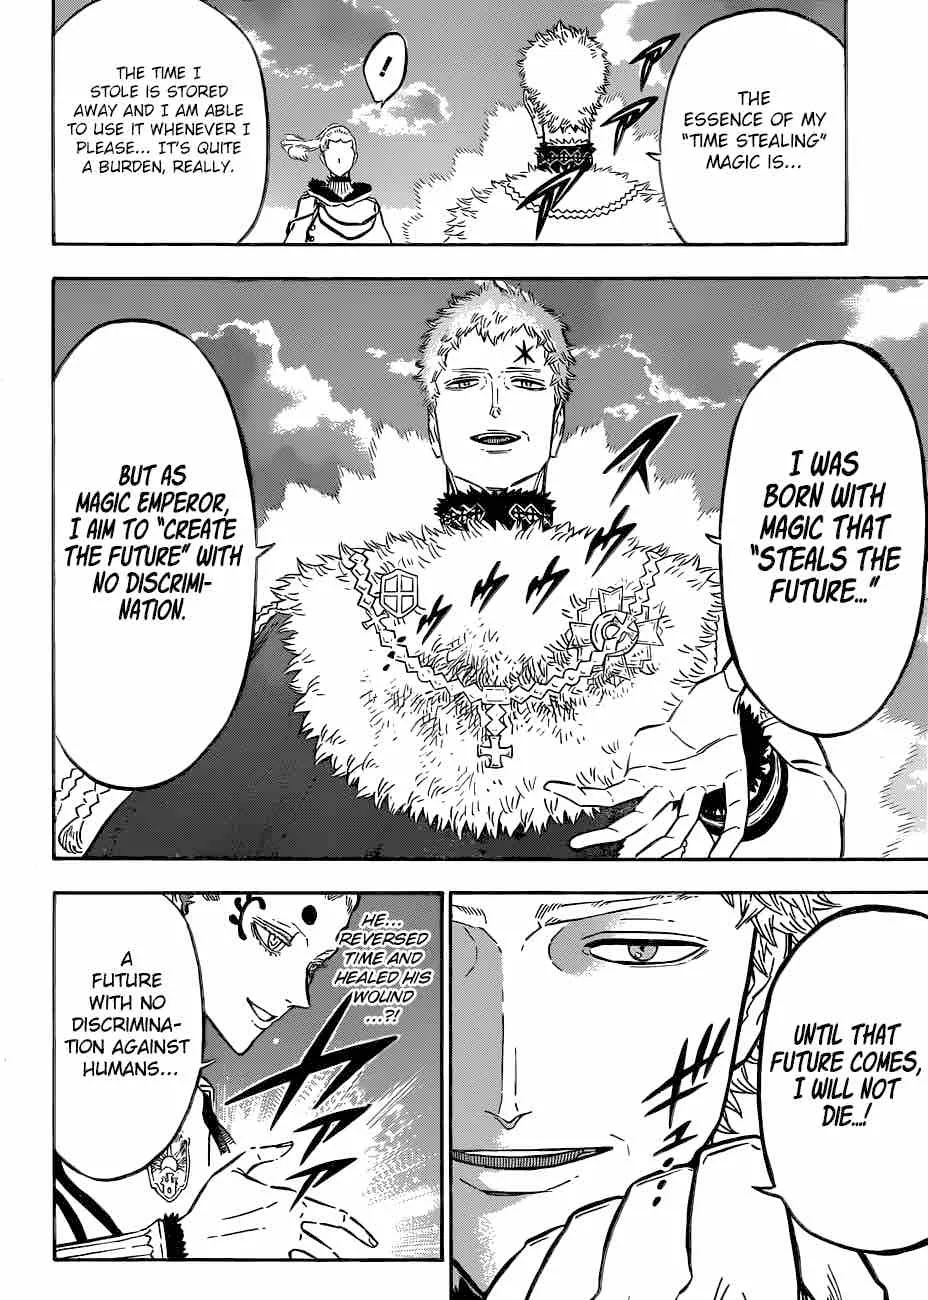 THE
ESSENCE OF MY
"TIME STEALING"
MAGIC IS...
!
THE TIME I
STOLE IS STORED
AWAY AND I AM ABLE
TO USE IT WHENEVER I
PLEASE... IT'S QUITE
A BURDEN, REALLY.
I WAS
BORN WITH
MAGIC THAT
"STEALS THE
FUTURE..."
BUT AS
MAGIC EMPEROR,
I AIM TO "CREATE
THE FUTURE" WITH
NO DISCRIMI-
NATION.
UNTIL THAT
FUTURE COMES,
I WILL NOT
DIE...!
HE...
REVERSED
TIME AND
HEALED HIS
WOUND
...?!
A
FUTURE
WITH NO
DISCRIMINA-
TION AGAINST
HUMANS...